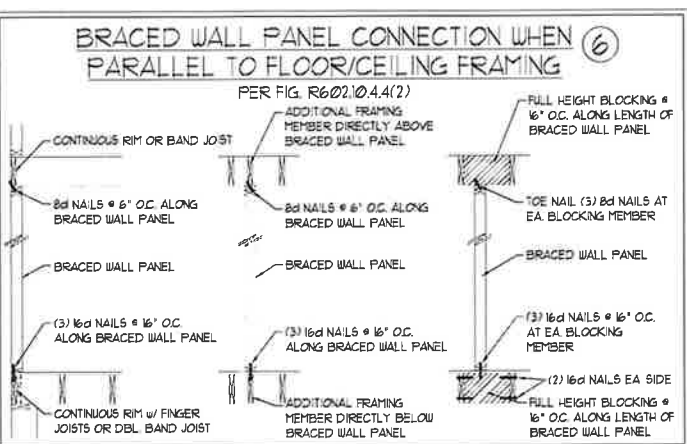 BRACED WALL PANEL CONNECTION WHEN
PARALLEL TO FLOOR/CEILING FRAMING
6
PER FIG. R602.10.4.4(2)
CONTINUOUS RIM OR BAND JOIST
8d NAILS @ 6" O.C. ALONG
BRACED WALL PANEL
BRACED WALL PANEL
(3) 16d NAILS @ 16" O.C.
ALONG BRACED WALL PANEL
CONTINUOUS RIM w/ FINGER
JOISTS OR DBL. BAND JOIST
ADDITIONAL FRAMING
MEMBER DIRECTLY ABOVE
BRACED WALL PANEL
8d NAILS @ 6" O.C. ALONG
BRACED WALL PANEL
BRACED WALL PANEL
(3) 16d NAILS @ 16" O.C.
ALONG BRACED WALL PANEL
ADDITIONAL FRAMING
MEMBER DIRECTLY BELOW
BRACED WALL PANEL
FULL HEIGHT BLOCKING @
16" O.C. ALONG LENGTH OF
BRACED WALL PANEL
TOE NAIL (3) 8d NAILS AT
EA. BLOCKING MEMBER
BRACED WALL PANEL
(3) 16d NAILS @ 16" O.C.
AT EA. BLOCKING
MEMBER
(2) 16d NAILS EA SIDE
FULL HEIGHT BLOCKING @
16" O.C. ALONG LENGTH OF
BRACED WALL PANEL